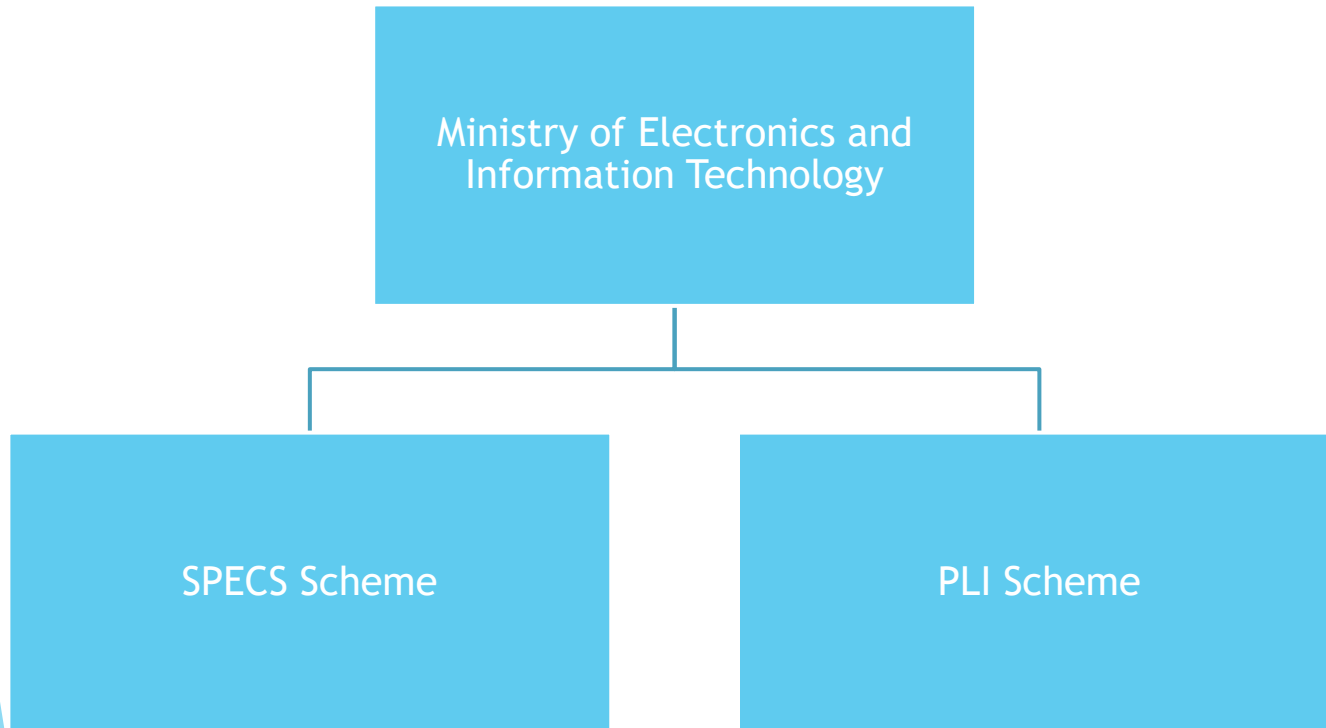 Ministry of Electronics and
Information Technology
SPECS Scheme
PLI Scheme